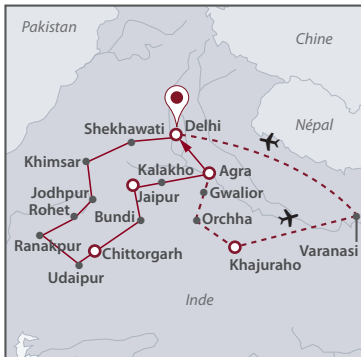 Pakistan
Chine
Delhi
Shekhawati
Népal
Khimsar
Kalakho
Agra
Jodhpur
Jaipur
Gwalior
Rohet
Bundi
Orchha
Ranakpur
Chittorgarh
Khajuraho
Varanasi
Udaipur
Inde